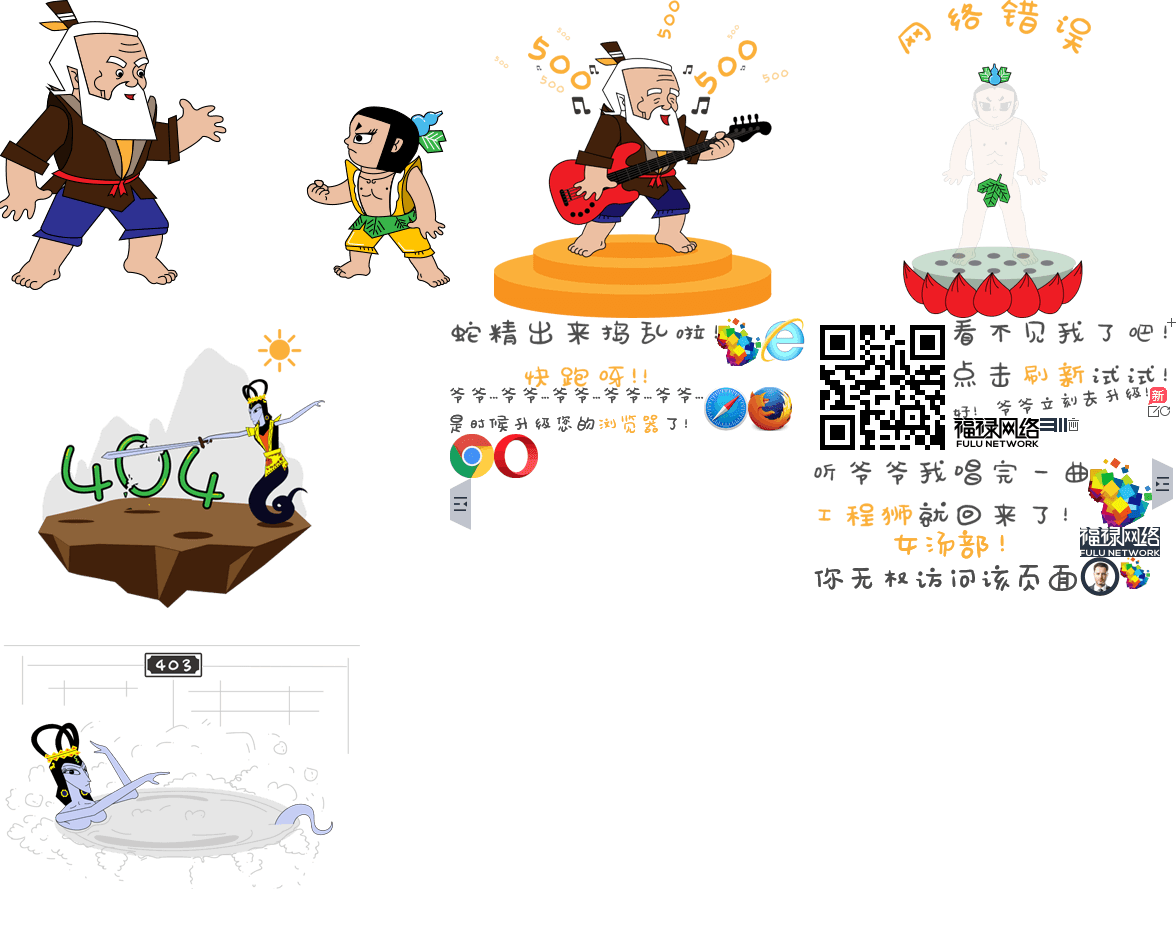 网络错误
500
500
500
500
500
500
500
500
蛇精出来捣乱啦!
快跑呀!!
爷爷…爷爷…爷爷…爷爷…爷爷…
是时候升级您的浏览器了!
看不见我了吧!
点击刷新试试!
好! 爷爷立刻去升级!
新
福禄网络
FULU NETWORK
404
听爷爷我唱完一曲
工程狮就回来了!
福禄网络
FULU NETWORK
女汤部!
你无权访问该页面
403